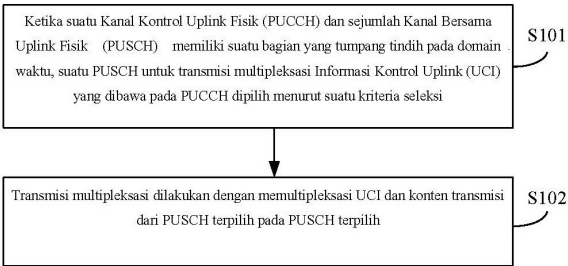 Ketika suatu Kanal Kontrol Uplink Fisik (PUCCH) dan sejumlah Kanal Bersama
Uplink Fisik (PUSCH) memiliki suatu bagian yang tumpang tindih pada domain
waktu, suatu PUSCH untuk transmisi multipleksasi Informasi Kontrol Uplink (UCI)
yang dibawa pada PUCCH dipilih menurut suatu kriteria seleksi
S101
Transmisi multipleksasi dilakukan dengan memultipleksasi UCI dan konten transmisi
dari PUSCH terpilih pada PUSCH terpilih
S102